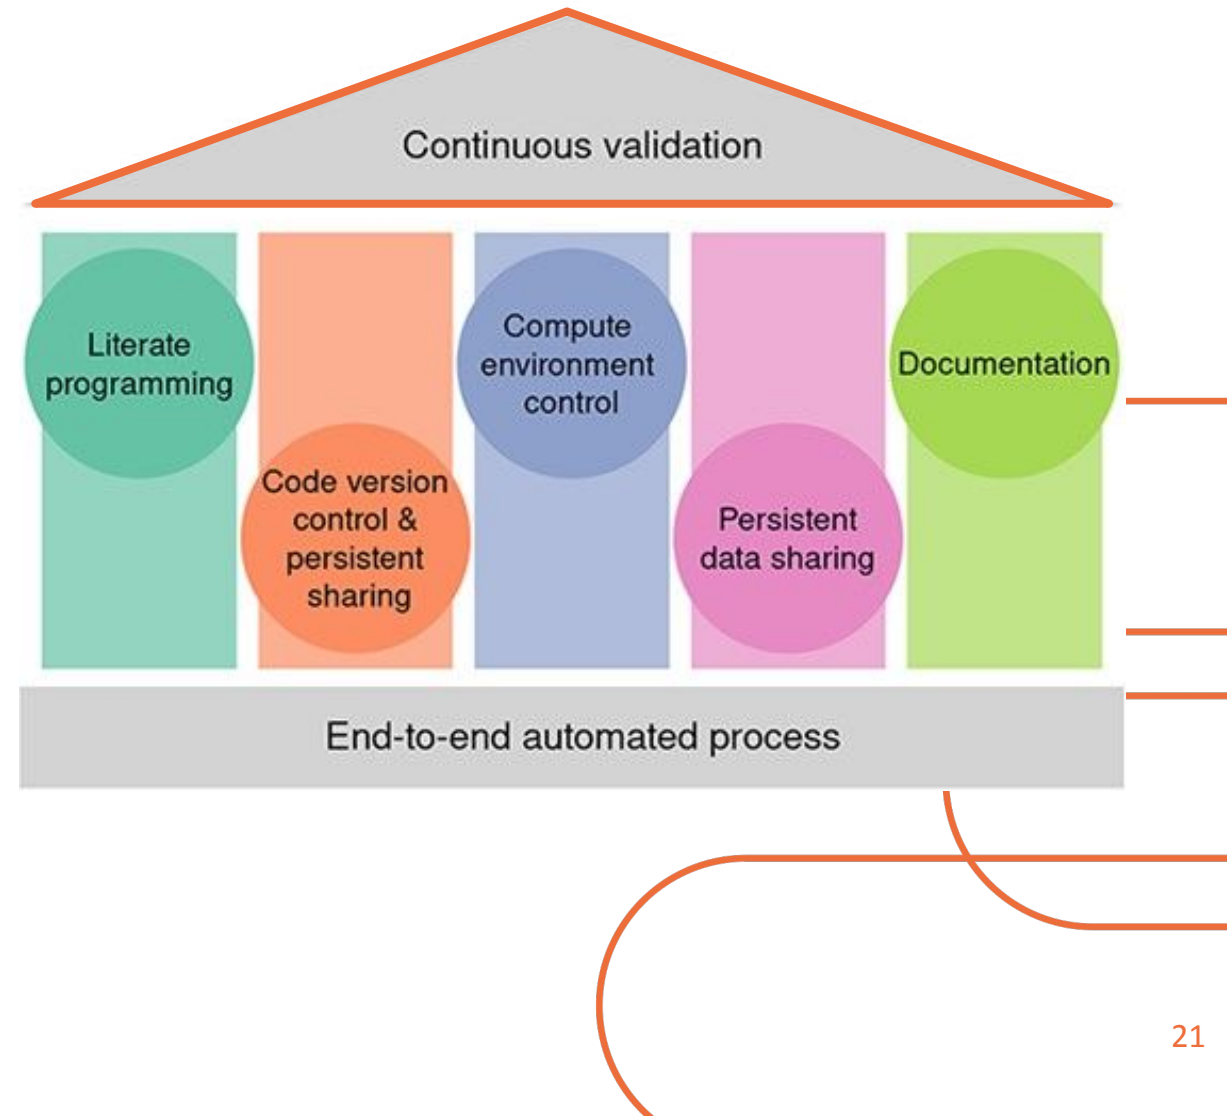 Continuous validation
Literate
programming
Code version
control &
persistent
sharing
Compute
environment
control
Persistent
data sharing
Documentation
End-to-end automated process
21